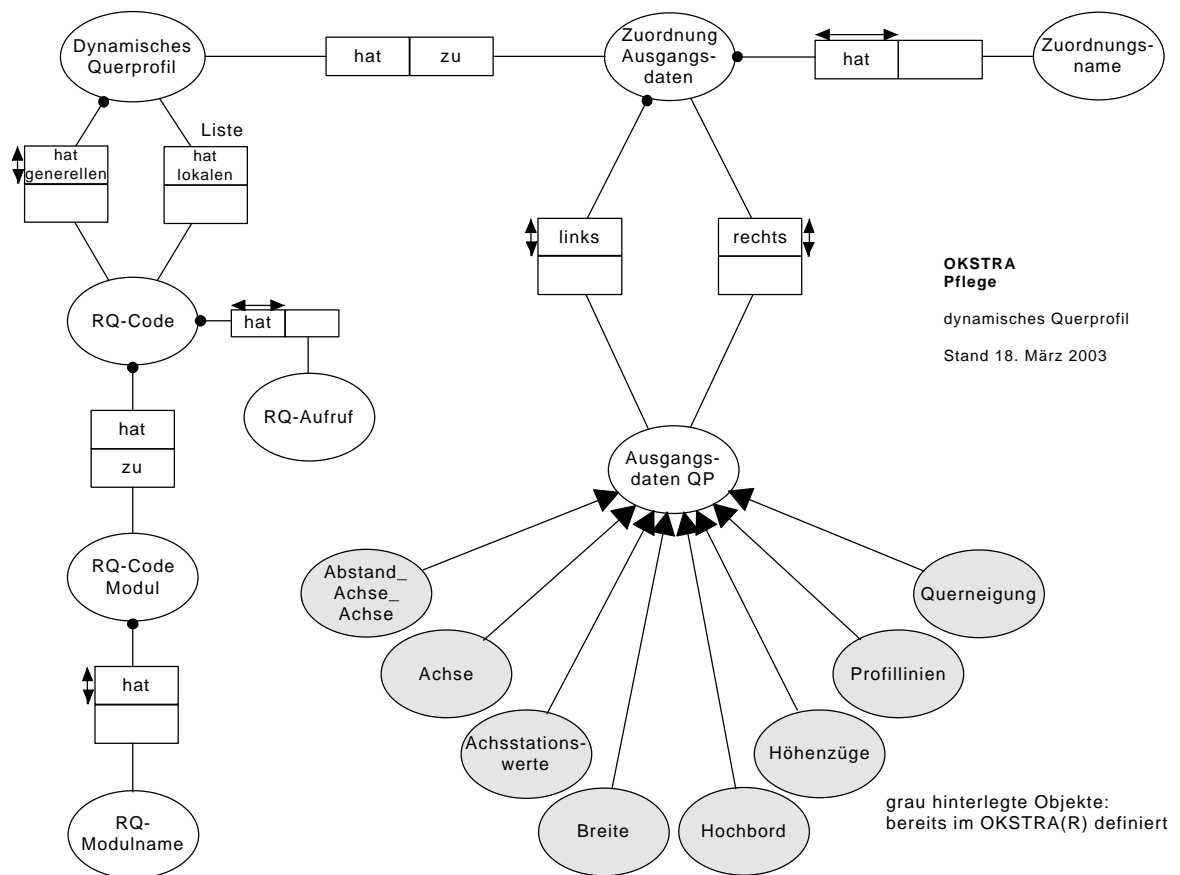 Dynamisches
Querprofil
hat
zu
Zuordnung
Ausgangs-
daten
hat
Zuordnungs-
name
Liste
hat
generellen
hat
lokalen
links
rechts
OKSTRA
Pflege
dynamisches Querprofil
Stand 18. März 2003
RQ-Code
hat
RQ-Aufruf
hat
zu
Ausgangs-
daten QP
RQ-Code
Modul
Abstand_
Achse_
Achse
Querneigung
hat
Achse
Profillinien
Achsstations-
werte
Höhenzüge
RQ-
Modulname
Breite
Hochbord
grau hinterlegte Objekte:
bereits im OKSTRA(R) definiert